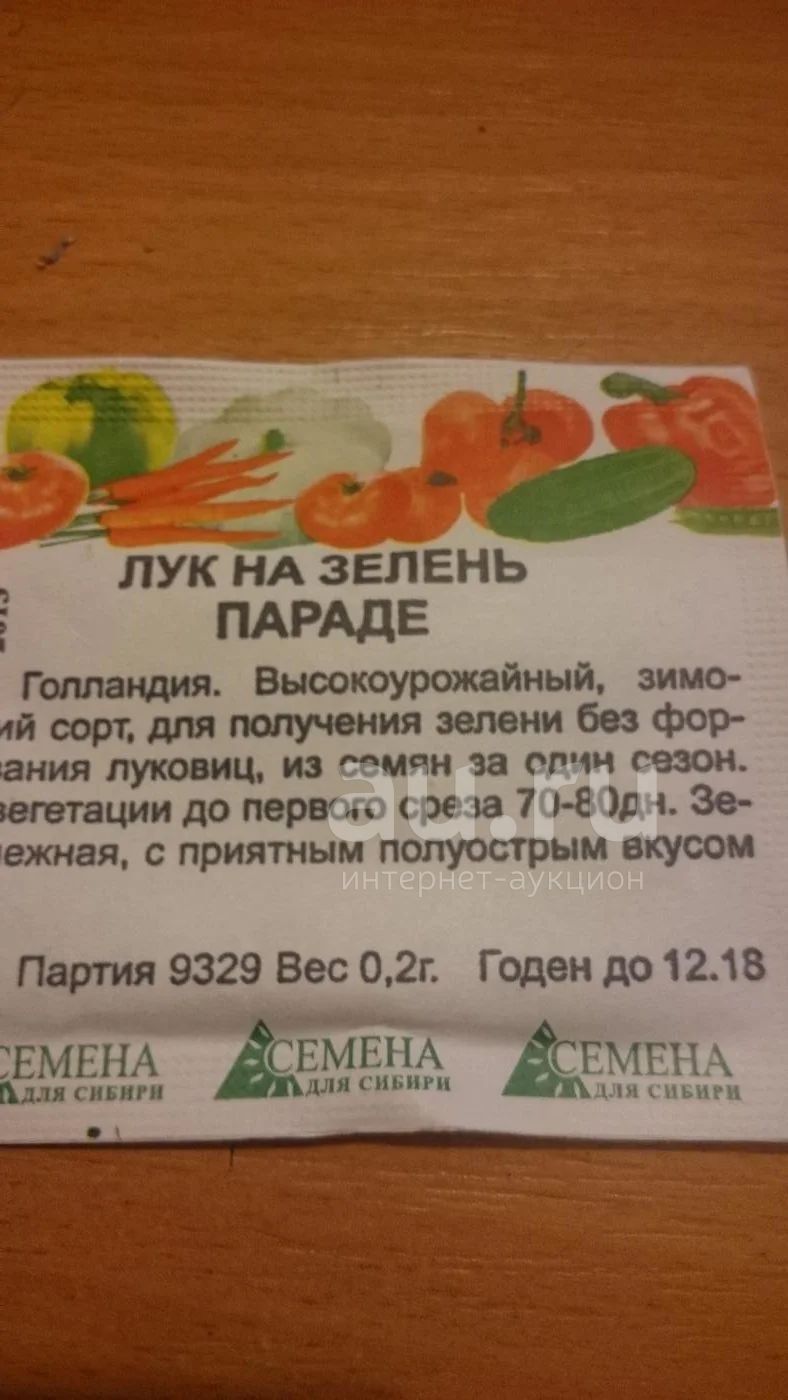 ЛУК НА ЗЕЛЕНЬ
ПАРАДЕ
Голландия. Высокоурожайный, зимо-
ий сорт, для получения зелени без фор-
вания луковиц, из семян за один сезон.
вегетации до первого среза 70-80дн. Зе-
нежная, с приятным полуострым вкусом
au.ru
интернет-аукцион
Партия 9329 Вес 0,2г. Годен до 12.18
СЕМЕНА СЕМЕНА СЕМЕНА
ДЛЯ СИБИРИ ДЛЯ СИБИРИ ДЛЯ СИБИРИ